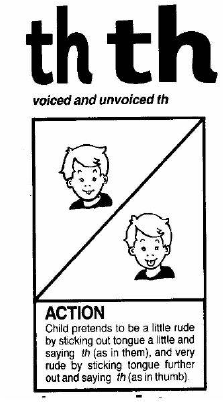 th th
voiced and unvoiced th
ACTION
Child pretends to be a little rude
by sticking out tongue a little and
saying th (as in them), and very
rude by sticking tongue further
out and saying th (as in thumb).